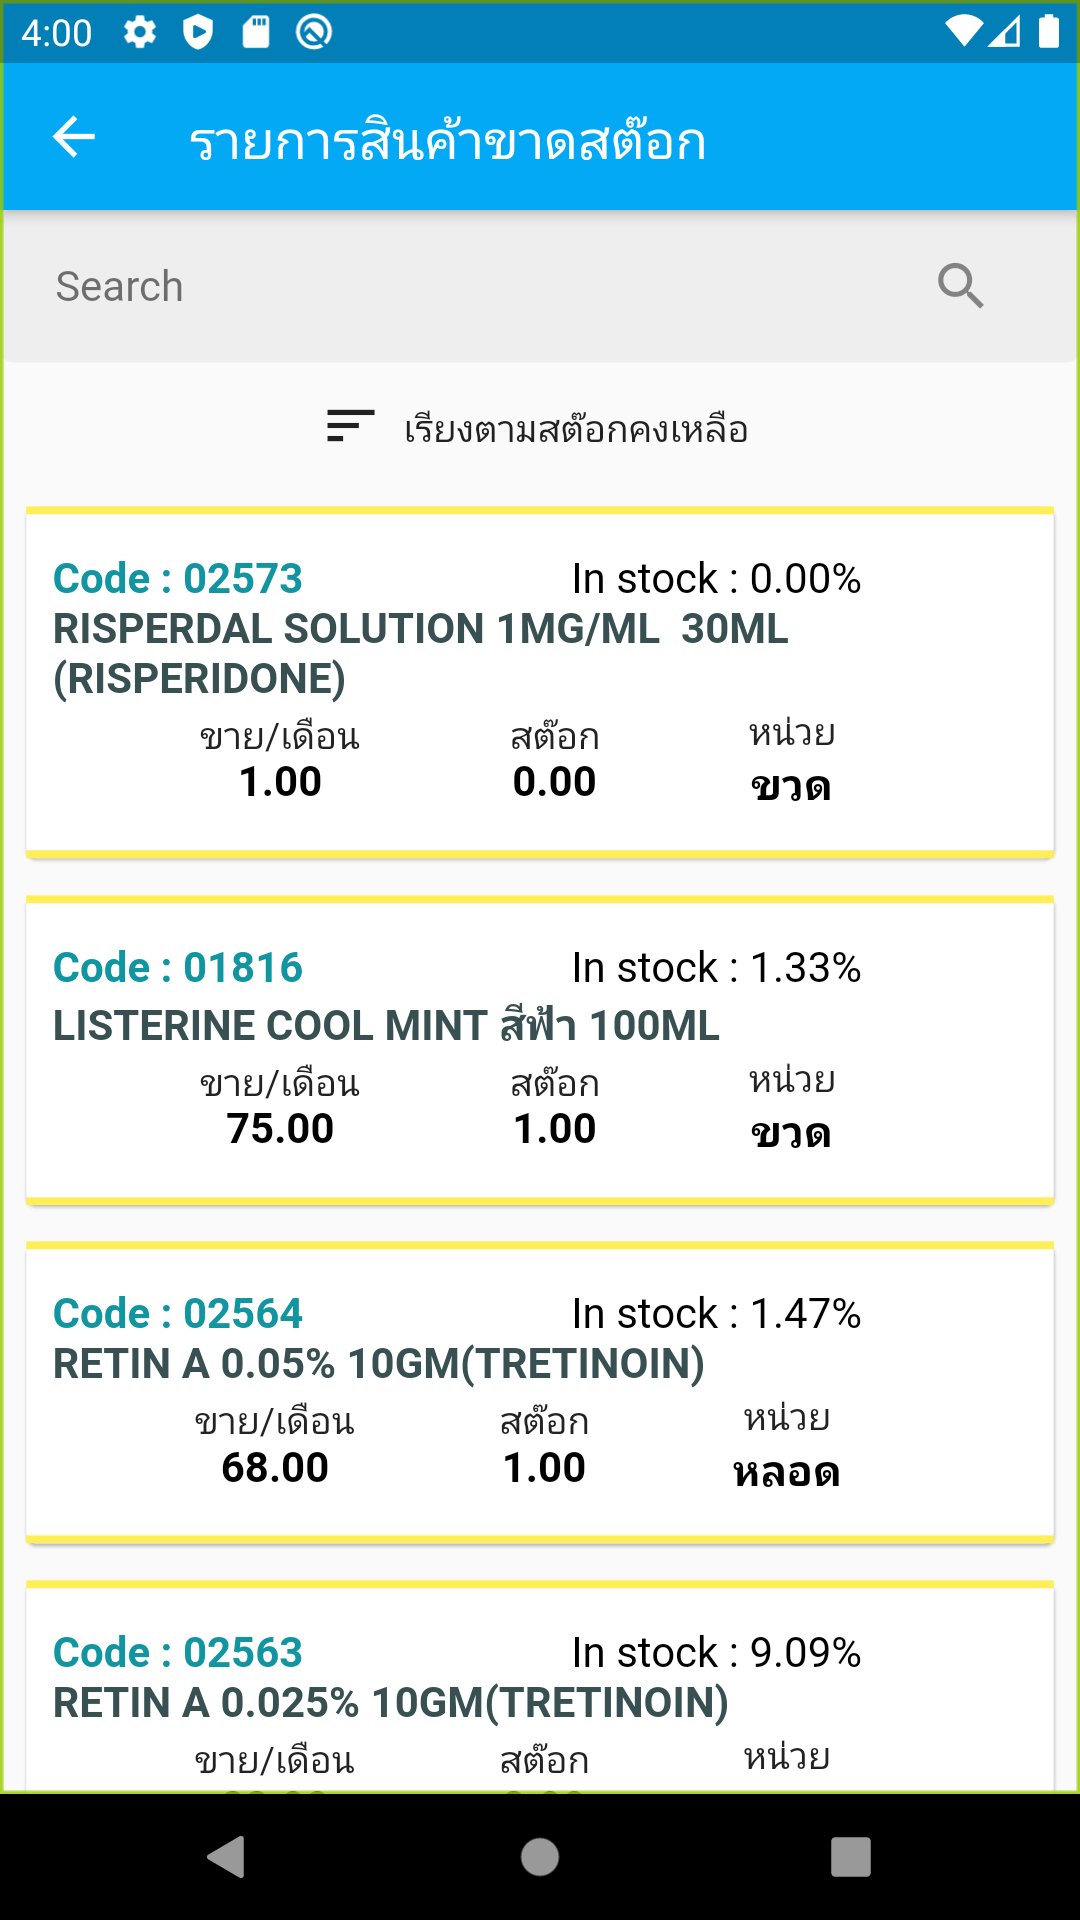 4:00
รายการสินค้าขาดสต๊อก
Search
เรียงตามสต๊อกคงเหลือ
Code : 02573 In stock : 0.00%
RISPERDAL SOLUTION 1MG/ML  30ML
(RISPERIDONE)
ขาย/เดือน สต๊อก หน่วย
1.00 0.00 ขวด
Code : 01816 In stock : 1.33%
LISTERINE COOL MINT สีฟ้า 100ML
ขาย/เดือน สต๊อก หน่วย
75.00 1.00 ขวด
Code : 02564 In stock : 1.47%
RETIN A 0.05% 10GM(TRETINOIN)
ขาย/เดือน สต๊อก หน่วย
68.00 1.00 หลอด
Code : 02563 In stock : 9.09%
RETIN A 0.025% 10GM(TRETINOIN)
ขาย/เดือน สต๊อก หน่วย